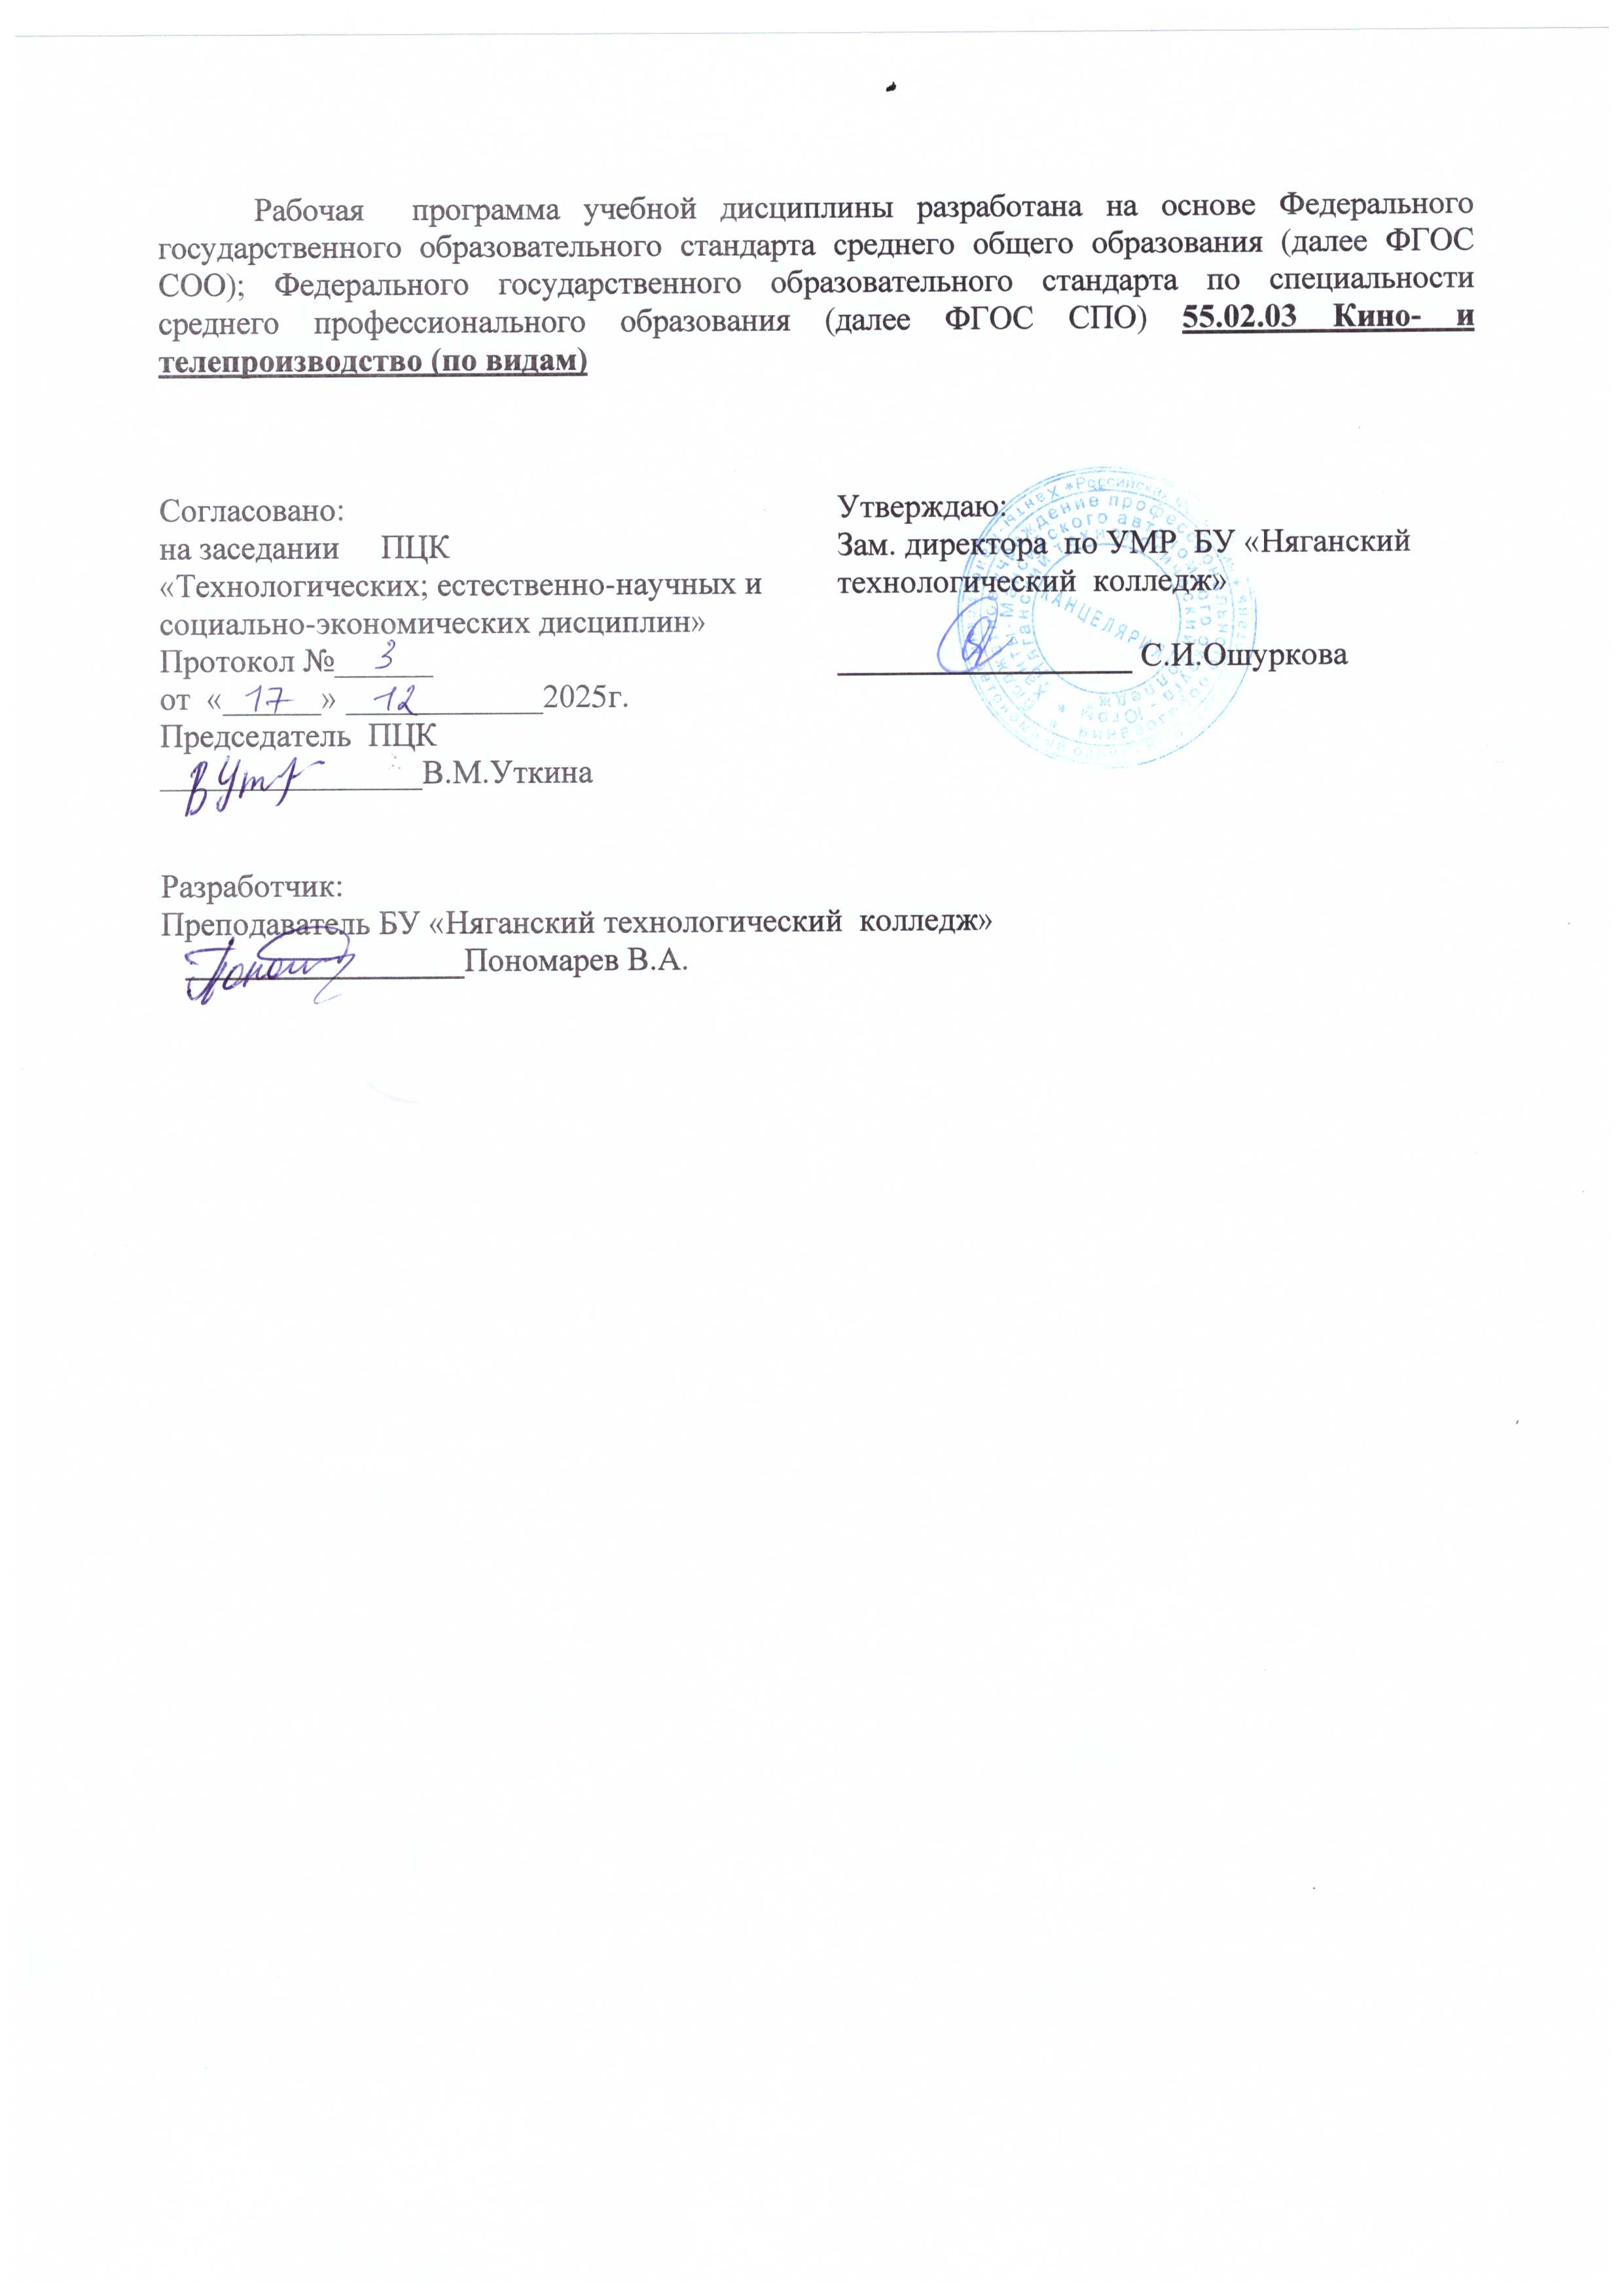 Рабочая программа учебной дисциплины разработана на основе Федерального
государственного образовательного стандарта среднего общего образования (далее ФГОС
СОО); Федерального государственного образовательного стандарта по специальности
среднего профессионального образования (далее ФГОС СПО) 55.02.03 Кино- и
телепроизводство (по видам)
Согласовано:
на заседании ПЦК
«Технологических; естественно-научных и
социально-экономических дисциплин»
Протокол № 3
от «17» 12 2025г.
Председатель ПЦК
В.М.Уткина
Утверждаю:
Зам. директора по УМР БУ «Няганский
технологический колледж»
С.И.Ошуркова
КАНЦЕЛЯРИЯ
Разработчик:
Преподаватель БУ «Няганский технологический колледж»
Пономарев В.А.